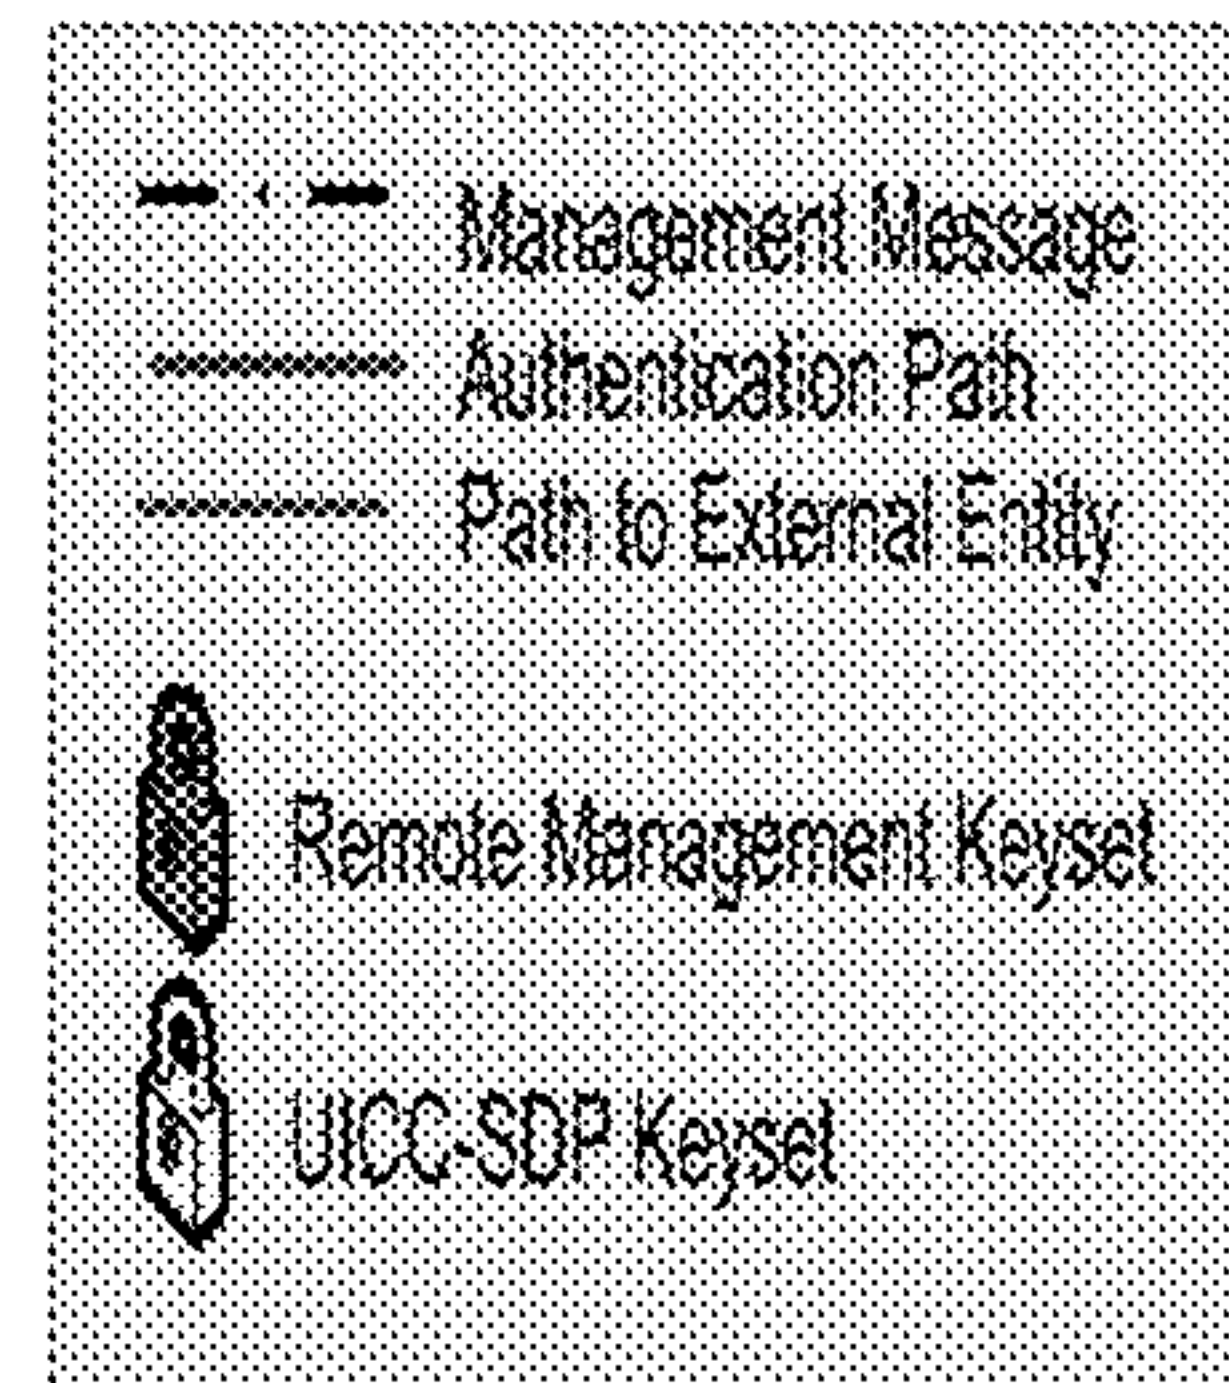 Management Message
Authentication Path
Path to External Entity
Remote Management Keyset
UICC-SDP Keyset